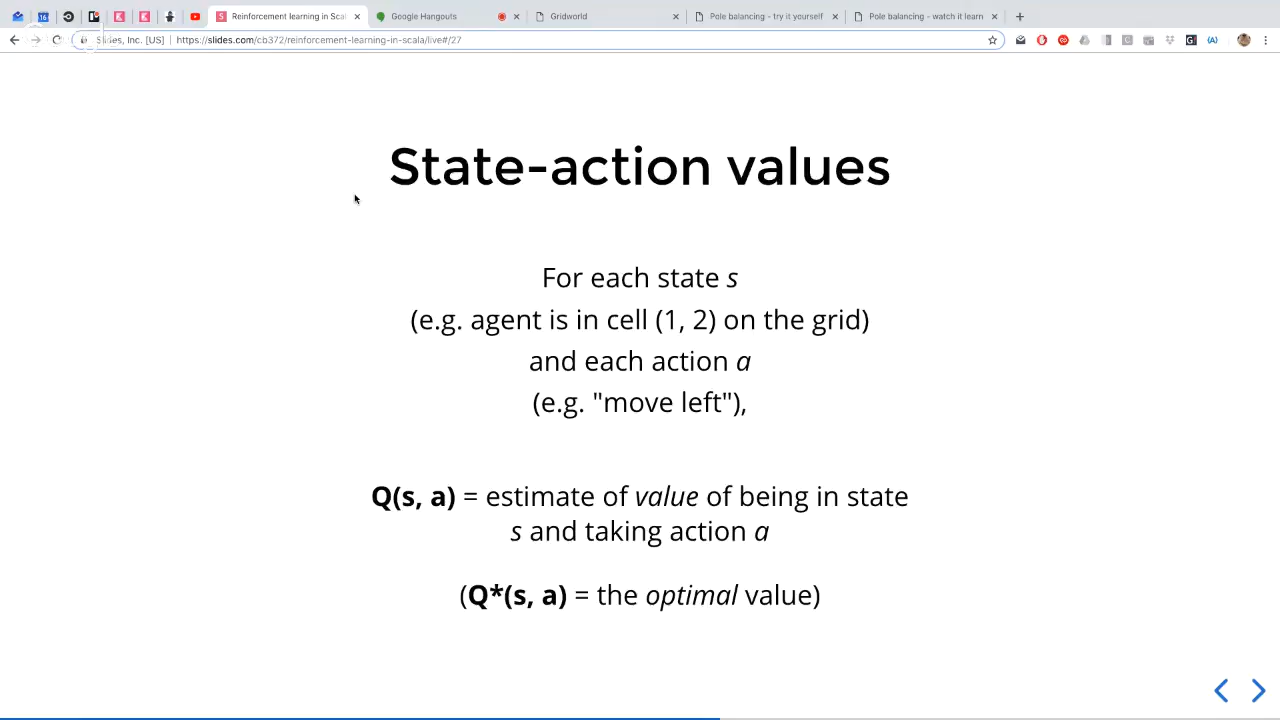 Reinforcement learning in Scal
Google Hangouts
Gridworld
Pole balancing - try it yourself
Pole balancing - watch it learn
Slides, Inc. [US] | https://slides.com/cb372/reinforcement-learning-in-scala/live#/27
State-action values
For each state s
(e.g. agent is in cell (1, 2) on the grid)
and each action a
(e.g. "move left"),
Q(s, a) = estimate of value of being in state
s and taking action a
(Q*(s, a) = the optimal value)